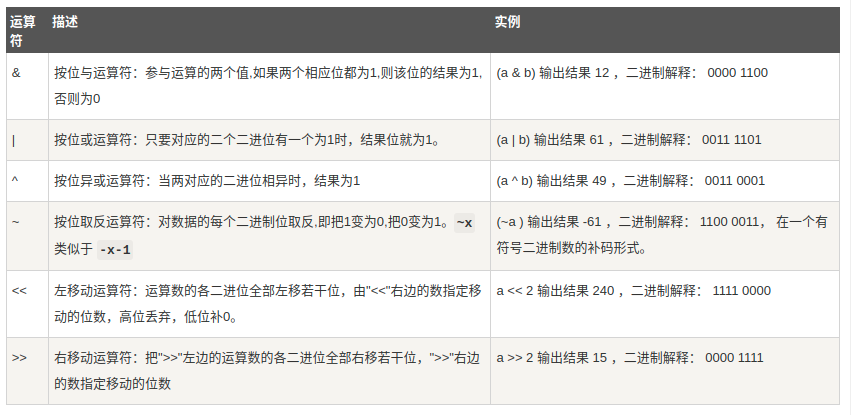 运算符 描述 实例
& 按位与运算符：参与运算的两个值,如果两个相应位都为1,则该位的结果为1,否则为0 (a & b) 输出结果 12 ，二进制解释： 0000 1100
| 按位或运算符：只要对应的二个二进位有一个为1时，结果位就为1。 (a | b) 输出结果 61 ，二进制解释： 0011 1101
^ 按位异或运算符：当两对应的二进位相异时，结果为1 (a ^ b) 输出结果 49 ，二进制解释： 0011 0001
~ 按位取反运算符：对数据的每个二进制位取反,即把1变为0,把0变为1。~x 类似于 -x-1 (~a ) 输出结果 -61 ，二进制解释： 1100 0011， 在一个有符号二进制数的补码形式。
<< 左移动运算符：运算数的各二进位全部左移若干位，由"<<"右边的数指定移动的位数，高位丢弃，低位补0。 a << 2 输出结果 240 ，二进制解释： 1111 0000
>> 右移动运算符：把">>"左边的运算数的各二进位全部右移若干位，">>"右边的数指定移动的位数 a >> 2 输出结果 15 ，二进制解释： 0000 1111